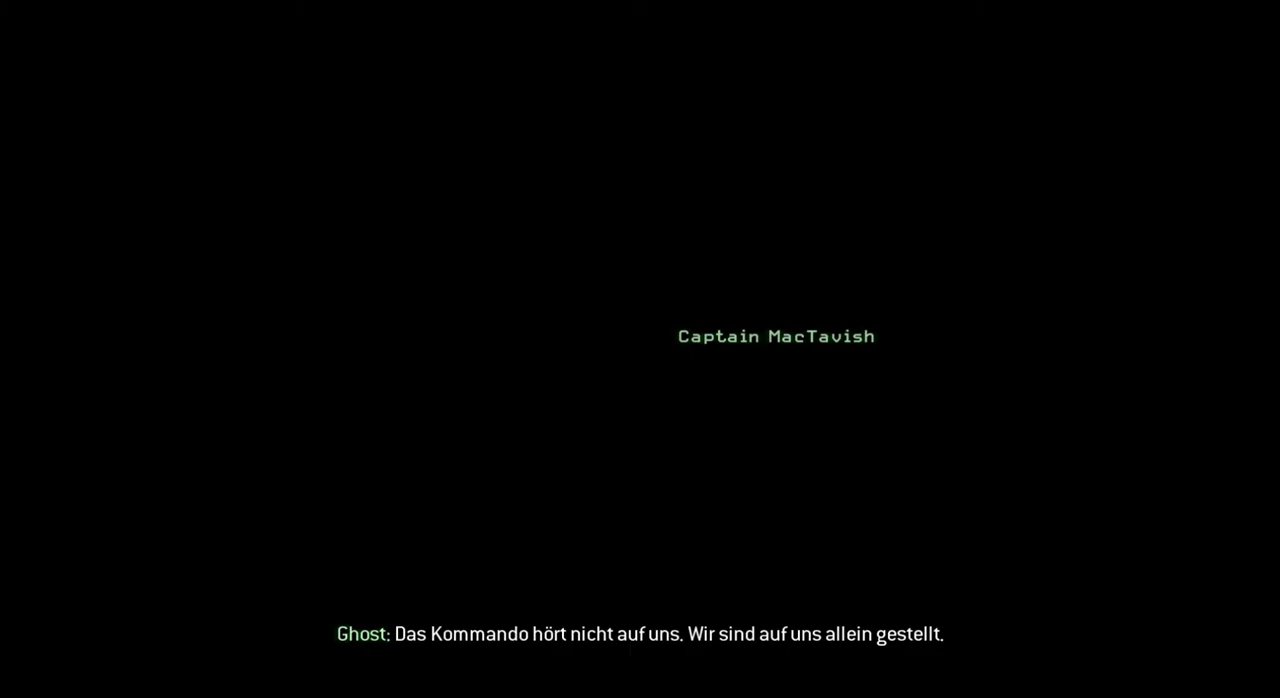 Captain MacTavish
Ghost: Das Kommando hört nicht auf uns. Wir sind auf uns allein gestellt.